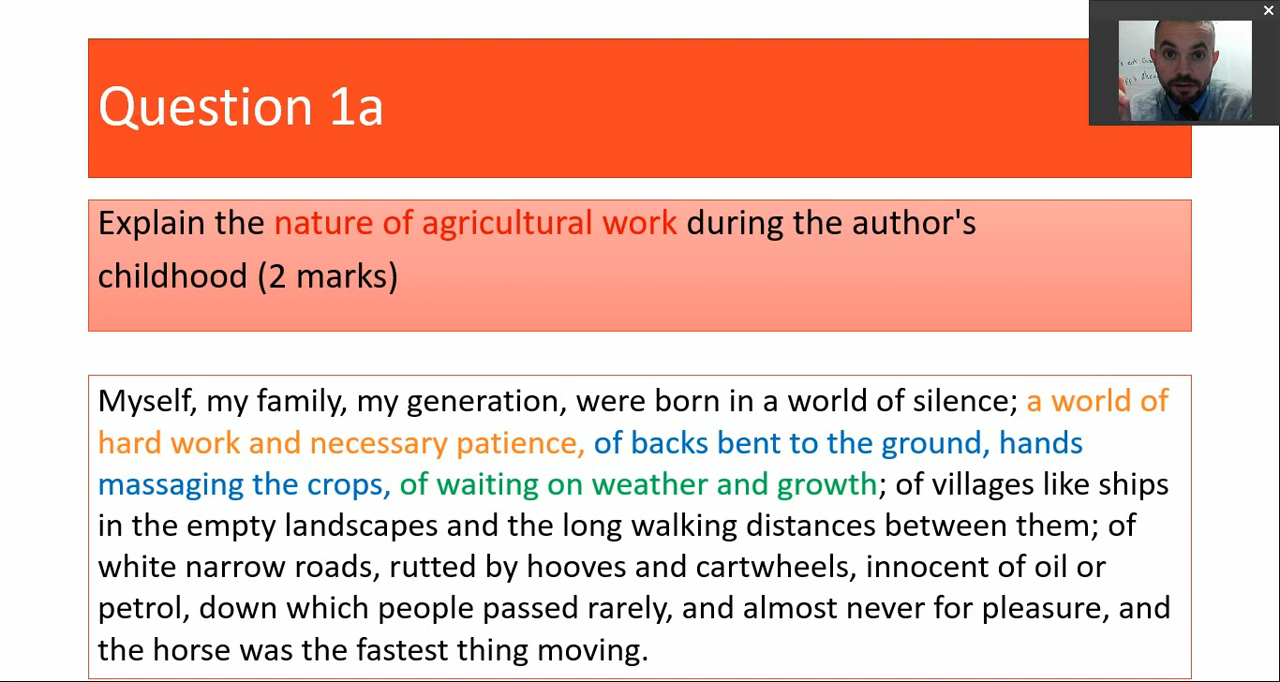 Question 1a
Explain the nature of agricultural work during the author's
childhood (2 marks)
Myself, my family, my generation, were born in a world of silence; a world of
hard work and necessary patience, of backs bent to the ground, hands
massaging the crops, of waiting on weather and growth; of villages like ships
in the empty landscapes and the long walking distances between them; of
white narrow roads, rutted by hooves and cartwheels, innocent of oil or
petrol, down which people passed rarely, and almost never for pleasure, and
the horse was the fastest thing moving.